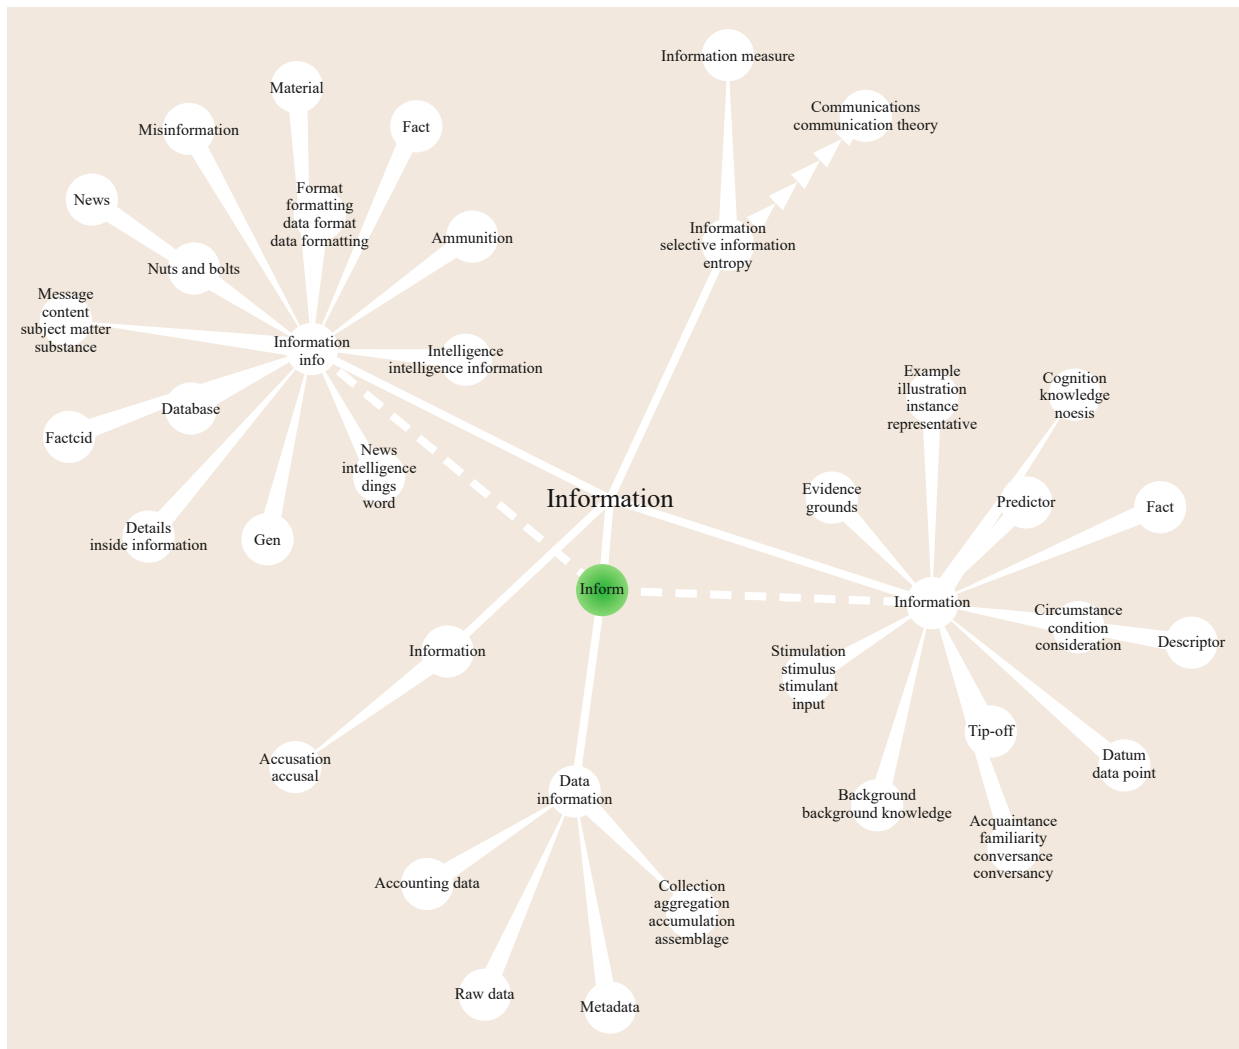 Information measure
Material
Communications
communication theory
Misinformation
Fact
News
Format
formatting
data format
data formatting
Ammunition
Information
selective information
entropy
Nuts and bolts
Message
content
subject matter
substance
Information
info
Intelligence
intelligence information
Example
illustration
instance
representative
Cognition
knowledge
noesis
Database
Factcid
News
intelligence
dings
word
Information
Evidence
grounds
Predictor
Fact
Details
inside information
Gen
Inform
Information
Circumstance
condition
consideration
Descriptor
Information
Stimulation
stimulus
stimulant
input
Tip-off
Accusation
accusal
Datum
data point
Data
information
Background
background knowledge
Acquaintance
familiarity
conversance
conversancy
Accounting data
Collection
aggregation
accumulation
assemblage
Raw data
Metadata